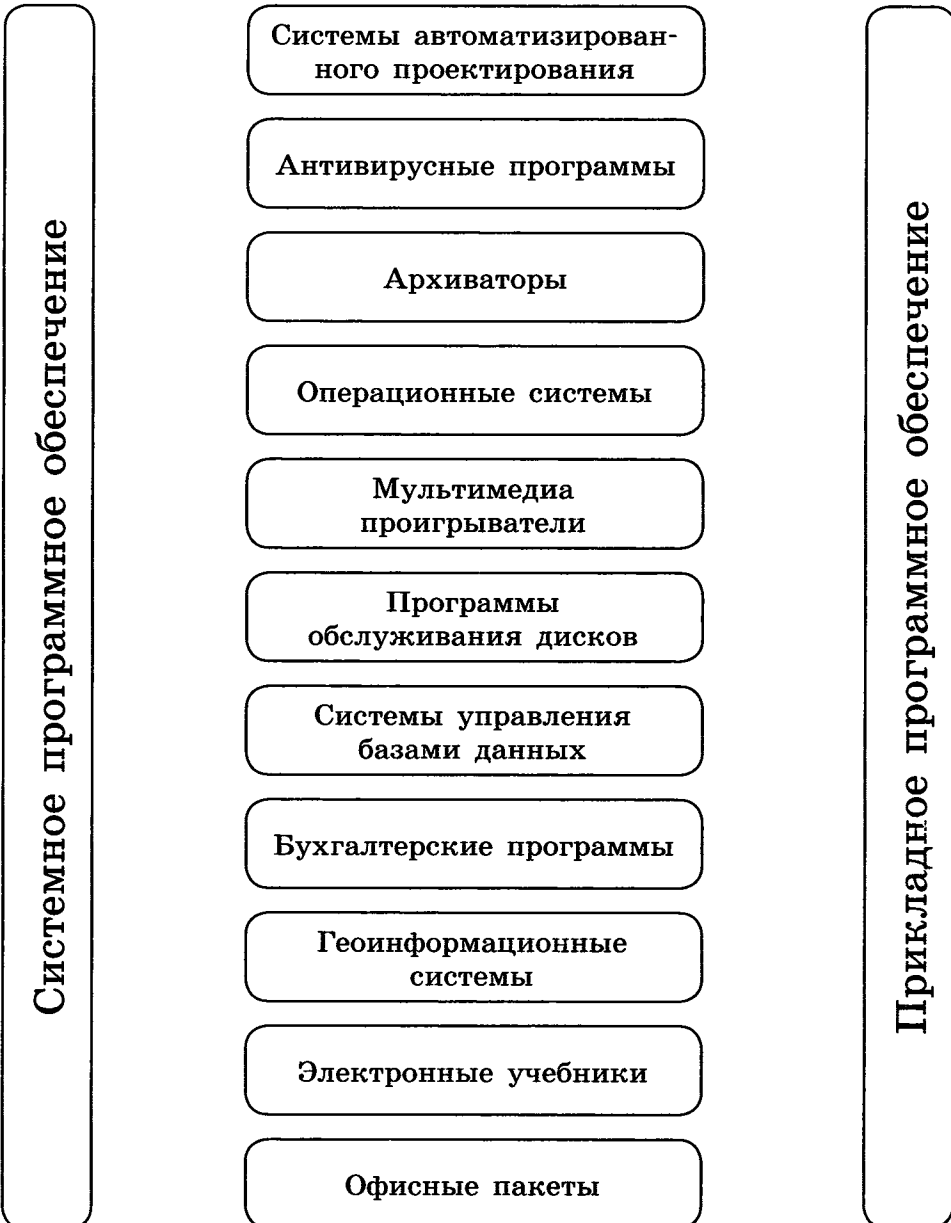 Системное программное обеспечение
Системы автоматизирован-
ного проектирования
Антивирусные программы
Архиваторы
Операционные системы
Мультимедиа
проигрыватели
Программы
обслуживания дисков
Системы управления
базами данных
Бухгалтерские программы
Геоинформационные
системы
Электронные учебники
Офисные пакеты
Прикладное программное обеспечение